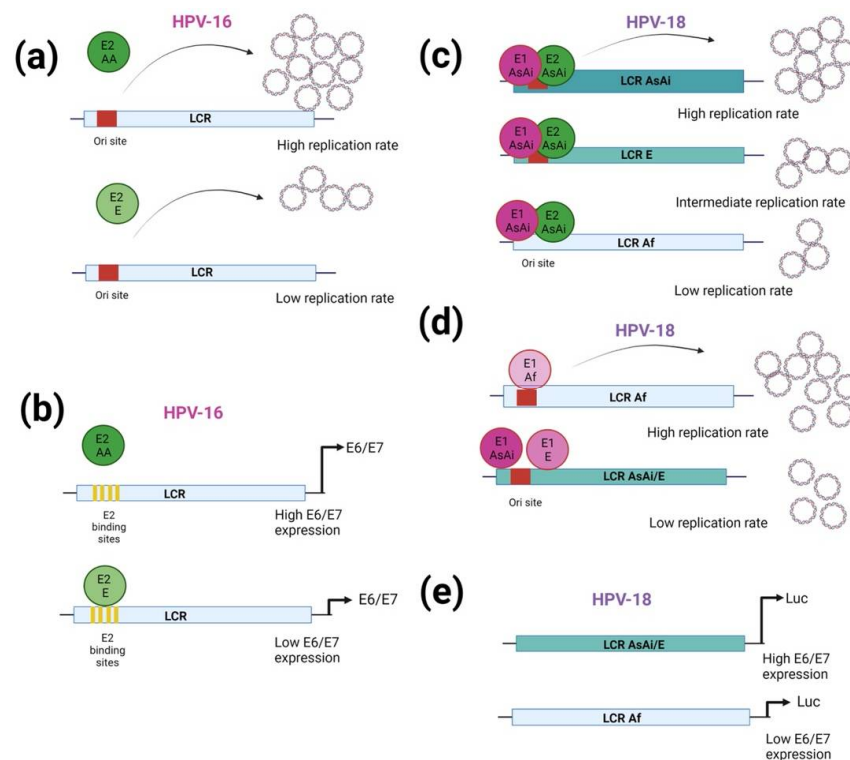 (a)
HPV-16
E2
AA
LCR
Ori site
High replication rate
E2
E
LCR
Ori site
Low replication rate
(b)
HPV-16
E2
AA
E6/E7
LCR
E2
binding
sites
High E6/E7
expression
E2
E
E6/E7
LCR
E2
binding
sites
Low E6/E7
expression
(c)
HPV-18
E1
AsAi
E2
AsAi
LCR AsAi
High replication rate
E1
AsAi
E2
AsAi
LCR E
Intermediate replication rate
E1
AsAi
E2
AsAi
LCR Af
Ori site
Low replication rate
(d)
HPV-18
E1
Af
LCR Af
High replication rate
E1
AsAi
E1
E
LCR AsAi/E
Ori site
Low replication rate
(e)
HPV-18
Luc
LCR AsAi/E
High E6/E7
expression
Luc
LCR Af
Low E6/E7
expression